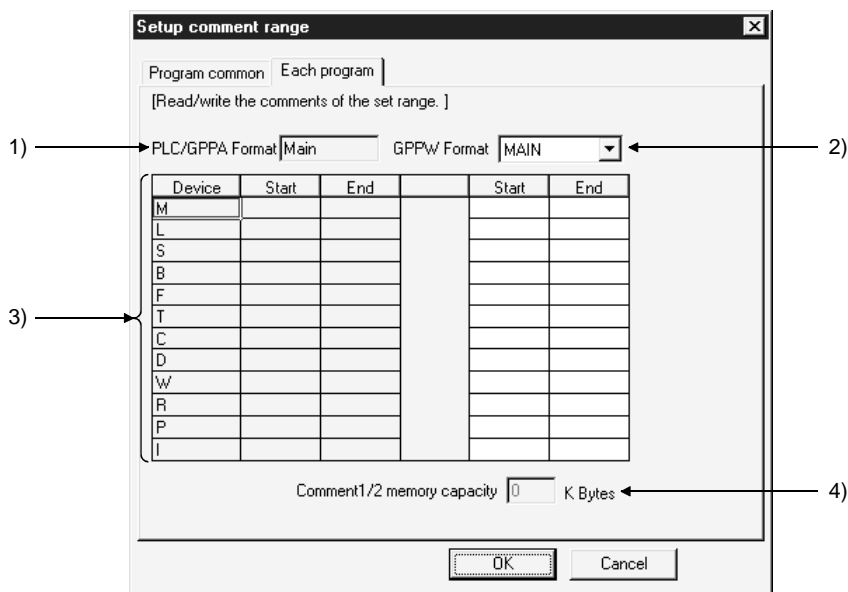 Setup comment range
Program common Each program
[Read/write the comments of the set range. ]
1) PLC/GPPA Format Main GPPW Format MAIN 2)
Device Start End Start End
M
L
S
B
F
3) T
C
D
W
R
P
I
Comment1/2 memory capacity 0 K Bytes 4)
OK Cancel